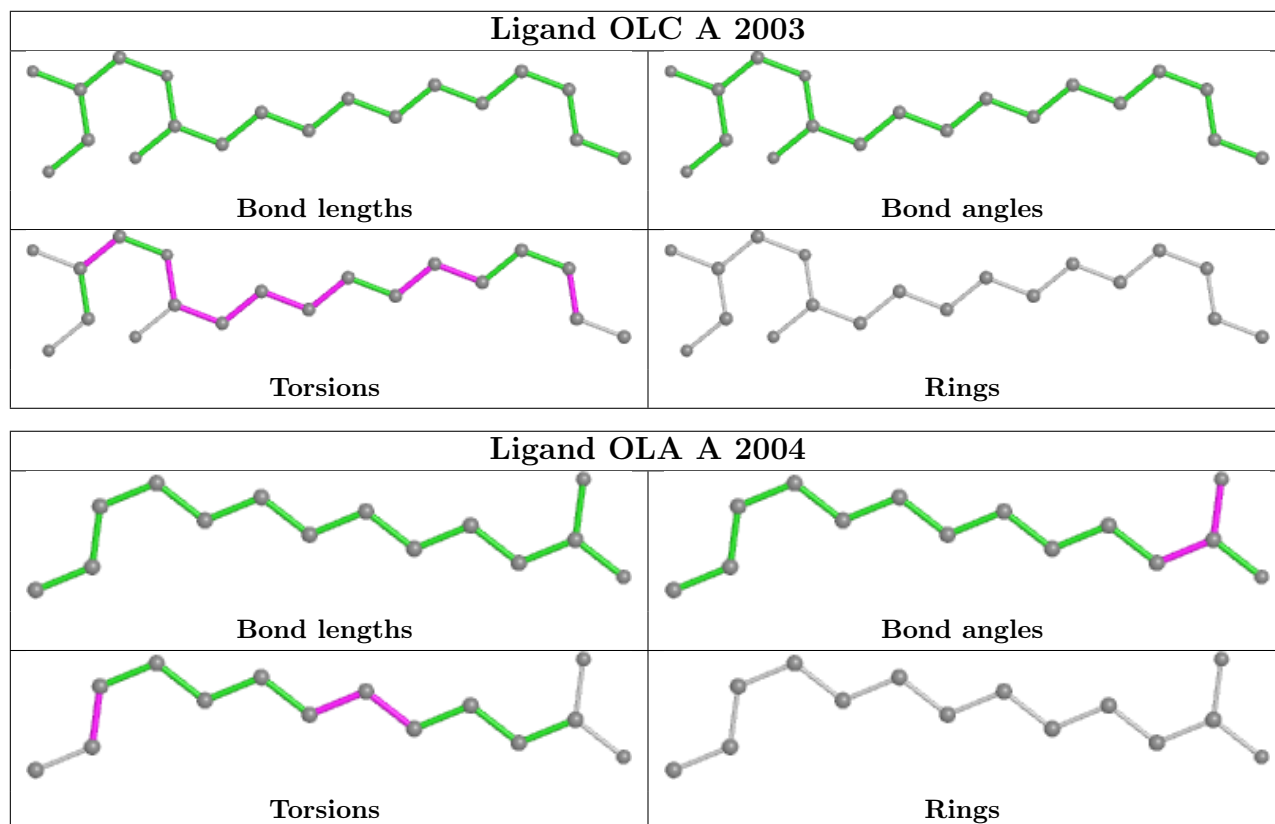 Ligand OLC A 2003
Bond lengths
Bond angles
Torsions
Rings
Ligand OLA A 2004
Bond lengths
Bond angles
Torsions
Rings